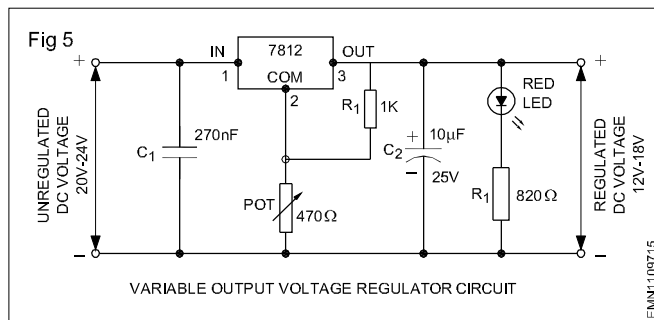 Fig 5
IN
7812
OUT
1
COM
3
2
+
+
R1
1K
RED
LED
UNREGULATED
DC VOLTAGE
20V-24V
270nF
C1
+
10µF
C2
25V
–
REGULATED
DC VOLTAGE
12V-18V
POT
470Ω
R1
820Ω
–
–
VARIABLE OUTPUT VOLTAGE REGULATOR CIRCUIT
EMN1109715